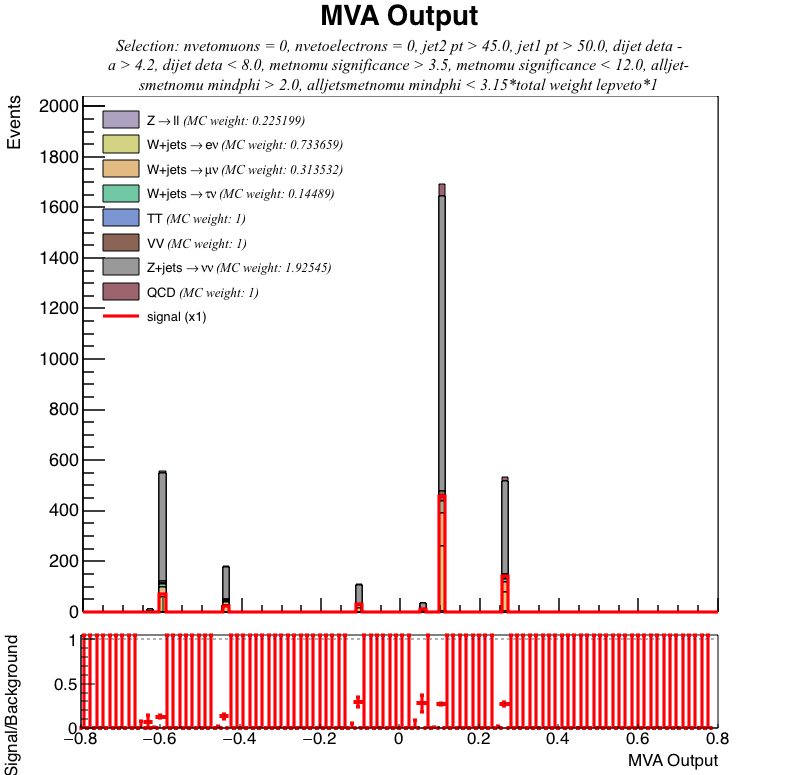 MVA Output
Selection: nvetomuons = 0, nvetoelectrons = 0, jet2 pt > 45.0, jet1 pt > 50.0, dijet deta -
a > 4.2, dijet deta < 8.0, metnomu significance > 3.5, metnomu significance < 12.0, alljet-
smetnomu mindphi > 2.0, alljetsmetnomu mindphi < 3.15*total weight lepveto*1
Events
2000
1800
1600
1400
1200
1000
800
600
400
200
0
Z→ll (MC weight: 0.225199)
W+jets→eν (MC weight: 0.733659)
W+jets→μν (MC weight: 0.313532)
W+jets→τν (MC weight: 0.14489)
TT (MC weight: 1)
VV (MC weight: 1)
Z+jets→νν (MC weight: 1.92545)
QCD (MC weight: 1)
signal (x1)
Signal/Background
1
0.5
0
−0.8 −0.6 −0.4 −0.2 0 0.2 0.4 0.6 0.8
MVA Output